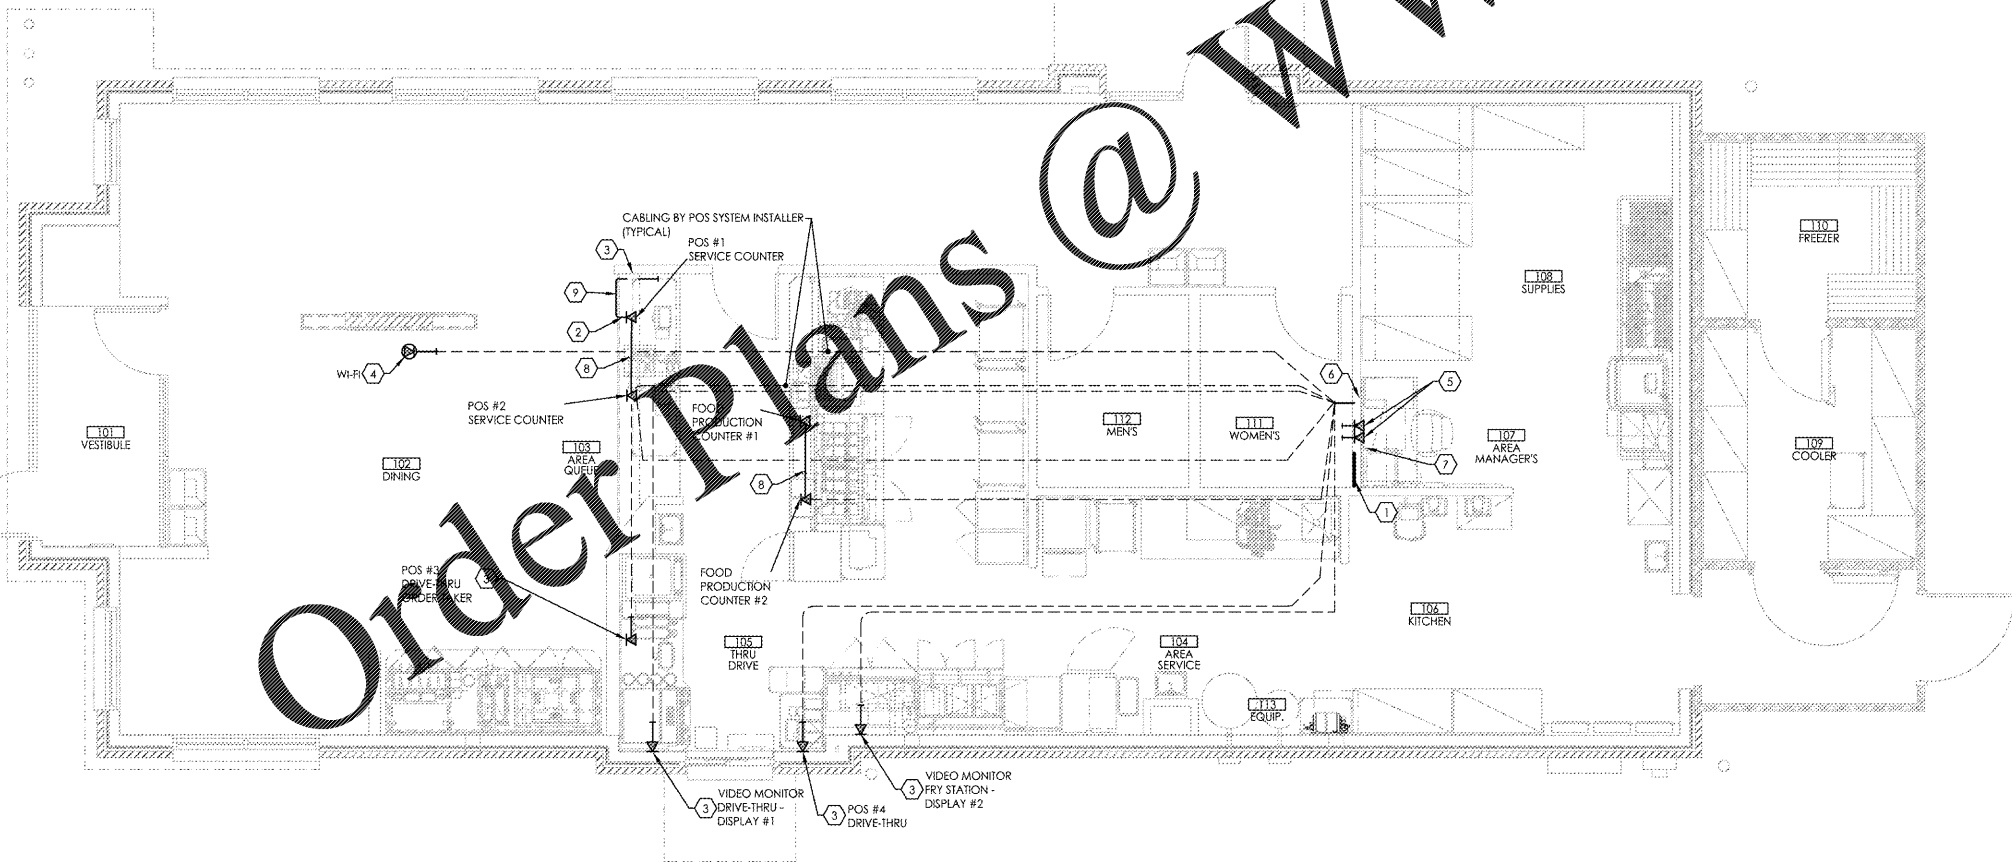 Order Plans @ ww
CABLING BY POS SYSTEM INSTALLER
(TYPICAL)
3
POS #1
SERVICE COUNTER
9
2
WI-FI 4
8
POS #2
SERVICE COUNTER
FOOD
PRODUCTION
COUNTER #1
8
FOOD
PRODUCTION
COUNTER #2
POS #3
DRIVE-THRU
ORDER TAKER
3
101
VESTIBULE
102
DINING
103
AREA
QUEUE
112
MEN'S
111
WOMEN'S
6
5
7
1
107
AREA
MANAGER'S
108
SUPPLIES
110
FREEZER
109
COOLER
106
KITCHEN
105
THRU
DRIVE
104
AREA
SERVICE
113
EQUIP.
3
VIDEO MONITOR
DRIVE-THRU -
DISPLAY #1
3
POS #4
DRIVE-THRU
3
VIDEO MONITOR
FRY STATION -
DISPLAY #2